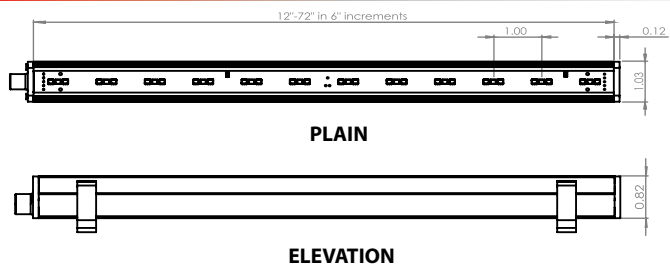 12"-72" in 6" increments
1.00
0.12
1.03
PLAIN
0.82
ELEVATION